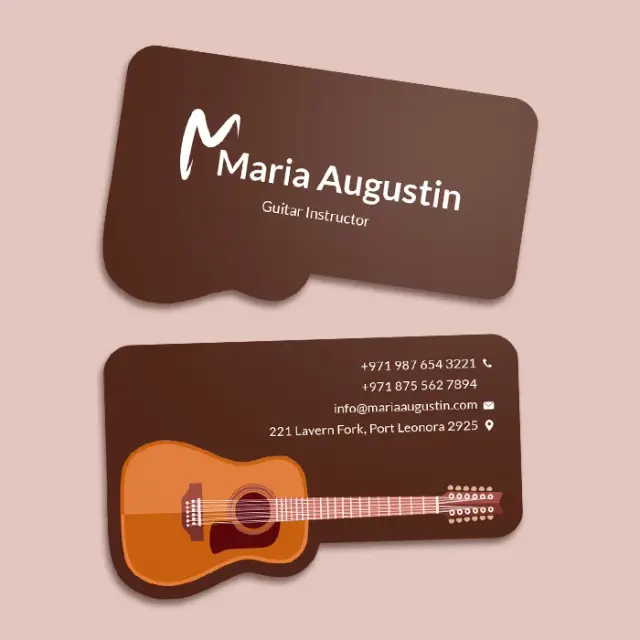 M
Maria Augustin
Guitar Instructor
+971 987 654 3221
+971 875 562 7894
info@mariaaugustin.com
221 Lavern Fork, Port Leonora 2925